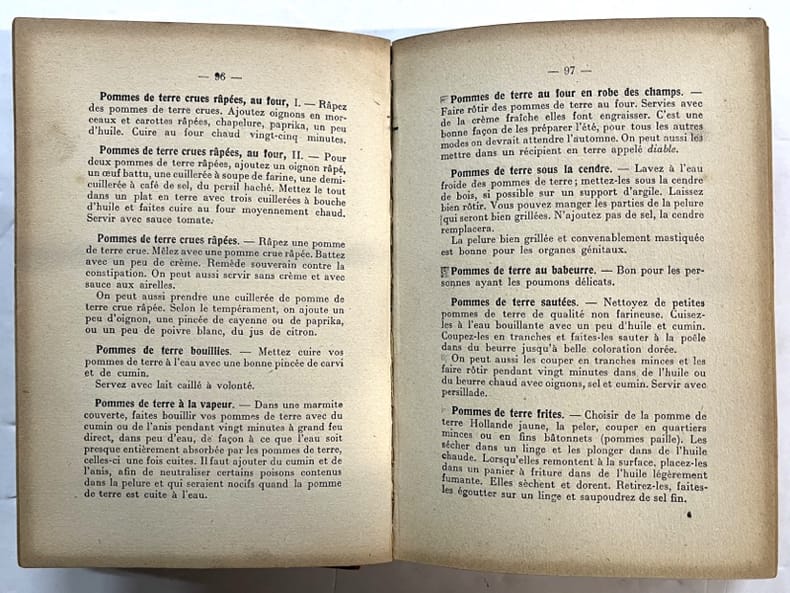 — 96 —
Pommes de terre crues râpées, au four, I. — Râpez
des pommes de terre crues. Ajoutez oignons en mor-
ceaux et carottes râpées, chapelure, paprika, un peu
d'huile. Cuire au four chaud vingt-cinq minutes.
Pommes de terre crues râpées, au four, II. — Pour
deux pommes de terre râpées, ajoutez un oignon râpé,
un œuf battu, une cuillerée à soupe de farine, une demi-
cuillerée à café de sel, du persil haché. Mettez le tout
dans un plat en terre avec trois cuillerées à bouche
d'huile et faites cuire au four moyennement chaud.
Servir avec sauce tomate.
Pommes de terre crues râpées. — Râpez une pomme
de terre crue. Mêlez avec une pomme crue râpée. Battez
avec un peu de crème. Remède souverain contre la
constipation. On peut aussi servir sans crème et avec
sauce aux airelles.
On peut aussi prendre une cuillerée de pomme de
terre crue râpée. Selon le tempérament, on ajoute un
peu d'oignon, une pincée de cayenne ou de paprika,
ou un peu de poivre blanc, du jus de citron.
Pommes de terre bouillies. — Mettez cuire vos
pommes de terre à l'eau avec une bonne pincée de carvi
et de cumin.
Servez avec lait caillé à volonté.
Pommes de terre à la vapeur. — Dans une marmite
couverte, faites bouillir vos pommes de terre avec du
cumin ou de l'anis pendant vingt minutes à grand feu
direct, dans peu d'eau, de façon à ce que l'eau soit
presque entièrement absorbée par les pommes de terre,
celles-ci une fois cuites. Il faut ajouter du cumin et de
l'anis, afin de neutraliser certains poisons contenus
dans la pelure et qui seraient nocifs quand la pomme
de terre est cuite à l'eau.
— 97 —
Pommes de terre au four en robe des champs. —
Faire rôtir des pommes de terre au four. Servies avec
de la crème fraîche elles font engraisser. C'est une
bonne façon de les préparer l'été, pour tous les autres
modes on devrait attendre l'automne. On peut aussi les
mettre dans un récipient en terre appelé diable.
Pommes de terre sous la cendre. — Lavez à l'eau
froide des pommes de terre ; mettez-les sous la cendre
de bois, si possible sur un support d'argile. Laissez
bien rôtir. Vous pouvez manger les parties de la pelure
qui seront bien grillées. N'ajoutez pas de sel, la cendre
remplacera.
La pelure bien grillée et convenablement mastiquée
est bonne pour les organes génitaux.
Pommes de terre au babeurre. — Bon pour les per-
sonnes ayant les poumons délicats.
Pommes de terre sautées. — Nettoyez de petites
pommes de terre de qualité non farineuse. Cuisez-
les à l'eau bouillante avec un peu d'huile et cumin.
Coupez-les en tranches et faites-les sauter à la poêle
dans du beurre jusqu'à belle coloration dorée.
On peut aussi les couper en tranches minces et les
faire rôtir pendant vingt minutes dans de l'huile ou
du beurre chaud avec oignons, sel et cumin. Servir avec
persillade.
Pommes de terre frites. — Choisir de la pomme de
terre Hollande jaune, la peler, couper en quartiers
minces ou en fins bâtonnets (pommes paille). Les
sécher dans un linge et les plonger dans de l'huile
chaude. Lorsqu'elles remontent à la surface, placez-les
dans un panier à friture dans de l'huile légèrement
fumante. Elles sèchent et dorent. Retirez-les, faites-
les égoutter sur un linge et saupoudrez de sel fin.